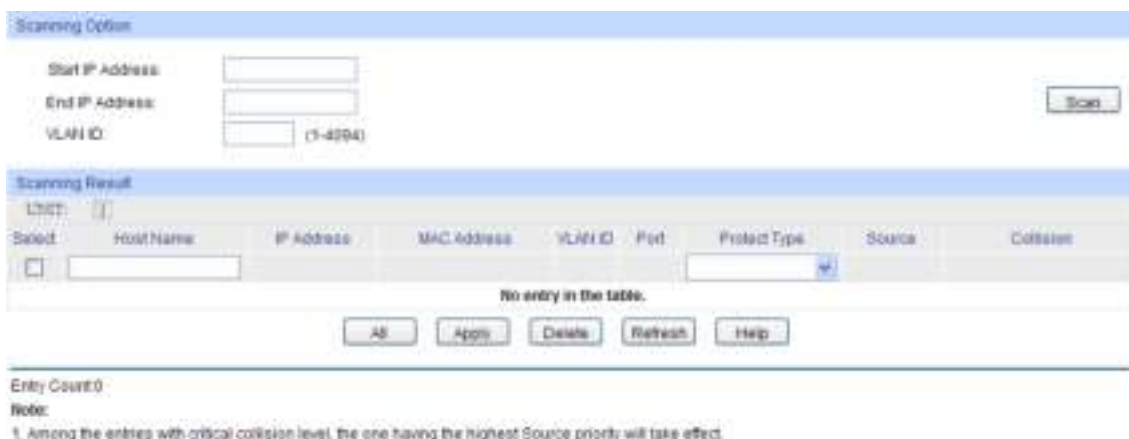 Scanning Option
Start IP Address:
End IP Address: Scan
VLAN ID: (1-4094)
Scanning Result
UNIT: 1
Select Host Name IP Address MAC Address VLAN ID Port Protect Type Source Collision
No entry in the table.
All Apply Delete Refresh Help
Entry Count:0
Note:
1. Among the entries with critical collision level, the one having the highest Source priority will take effect.